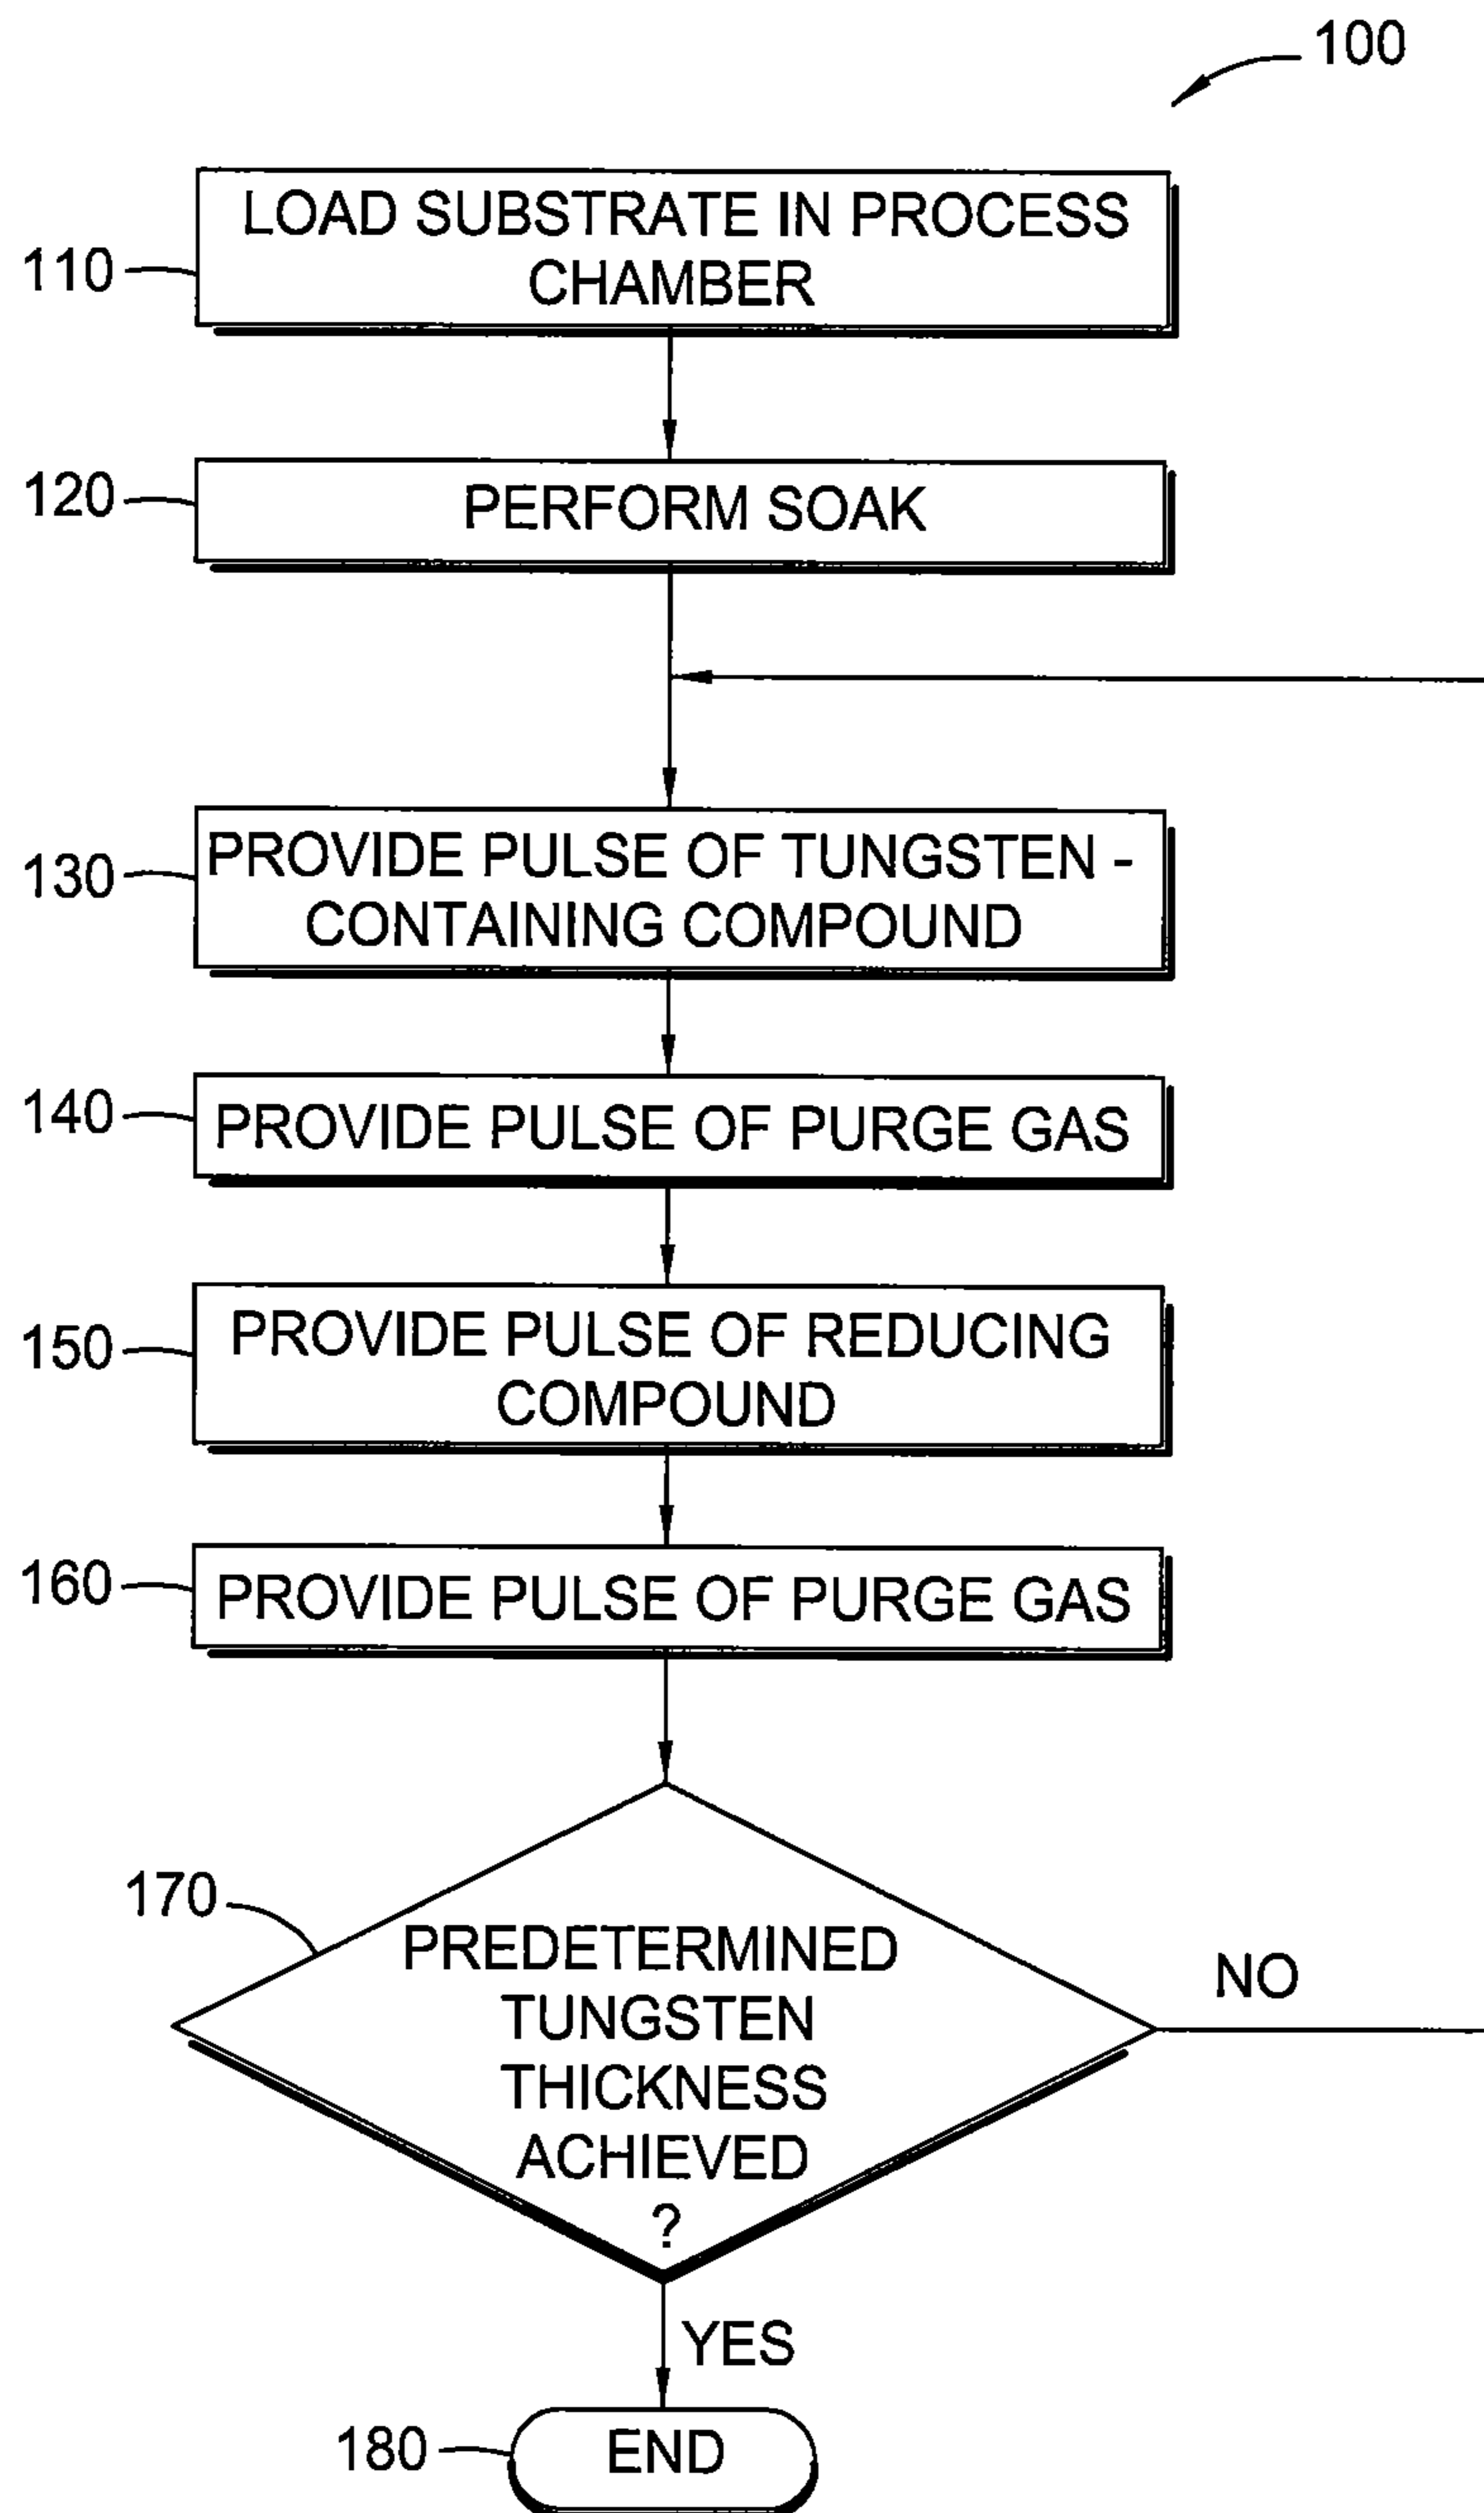 100
LOAD SUBSTRATE IN PROCESS
CHAMBER
110
120
PERFORM SOAK
130
PROVIDE PULSE OF TUNGSTEN -
CONTAINING COMPOUND
140
PROVIDE PULSE OF PURGE GAS
150
PROVIDE PULSE OF REDUCING
COMPOUND
160
PROVIDE PULSE OF PURGE GAS
170
PREDETERMINED
TUNGSTEN
THICKNESS
ACHIEVED
?
NO
YES
180
END